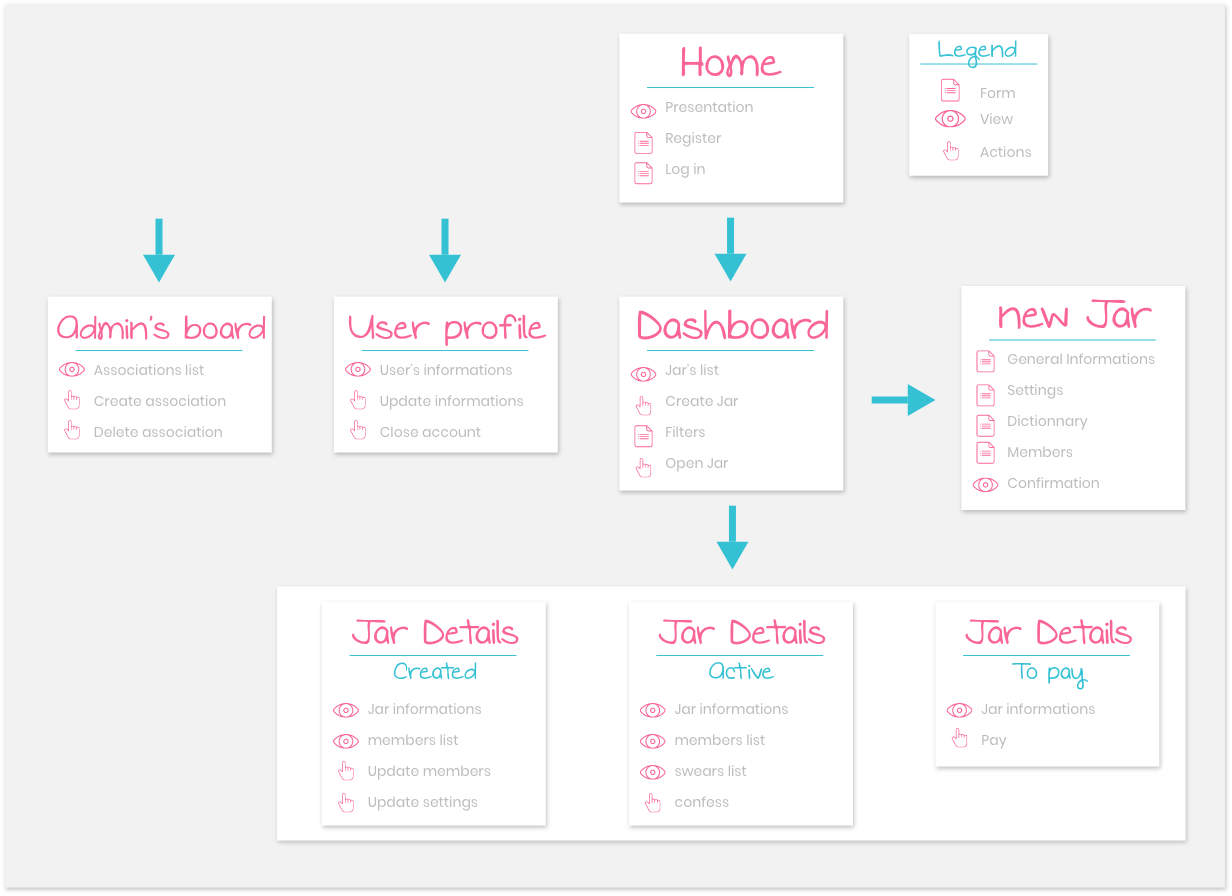 Home
Presentation
Register
Log in
Legend
Form
View
Actions
Admin's board
Associations list
Create association
Delete association
User profile
User's informations
Update informations
Close account
Dashboard
Jar's list
Create Jar
Filters
Open Jar
new Jar
General Informations
Settings
Dictionnary
Members
Confirmation
Jar Details
Created
Jar informations
members list
Update members
Update settings
Jar Details
Active
Jar informations
members list
swears list
confess
Jar Details
To pay
Jar informations
Pay